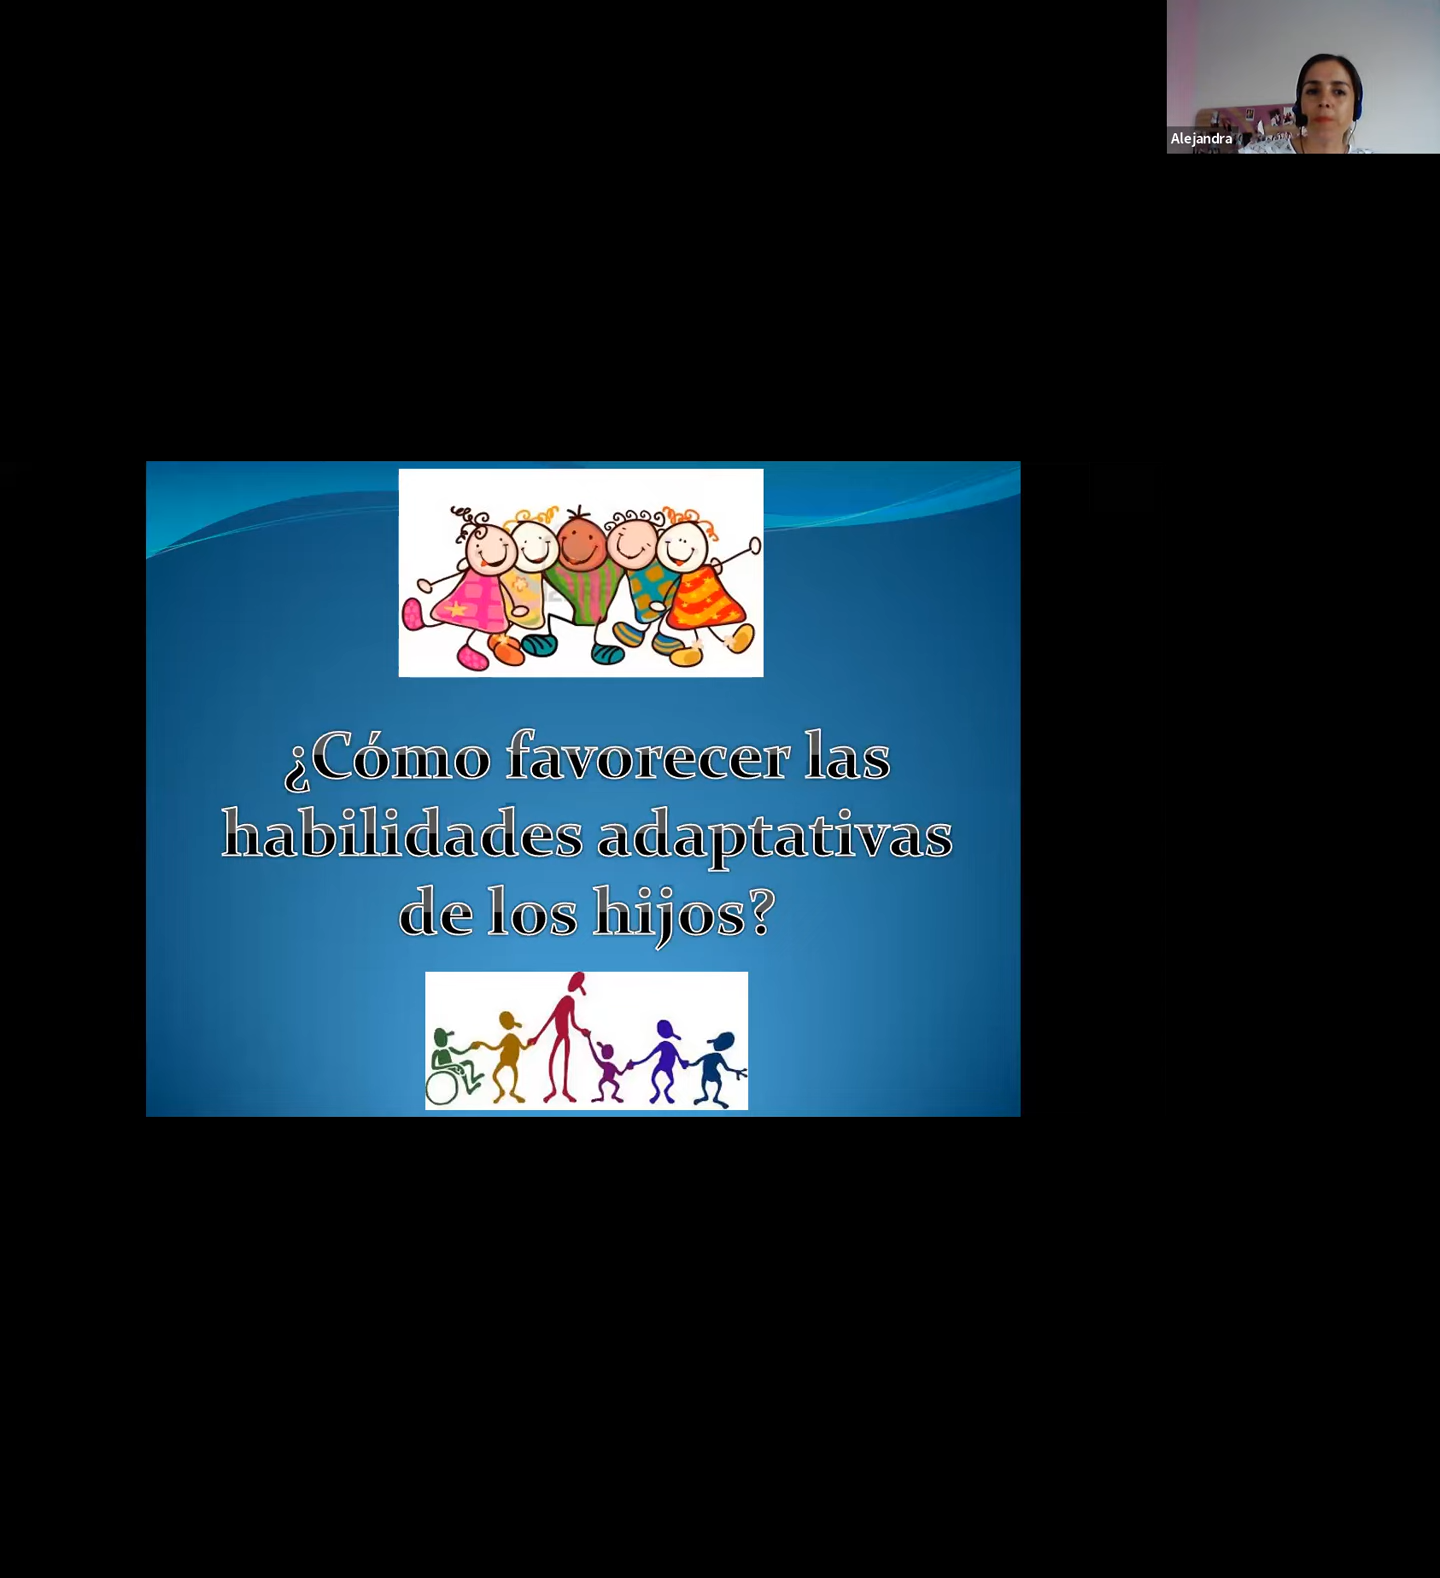 Alejandra
¿Cómo favorecer las
habilidades adaptativas
de los hijos?